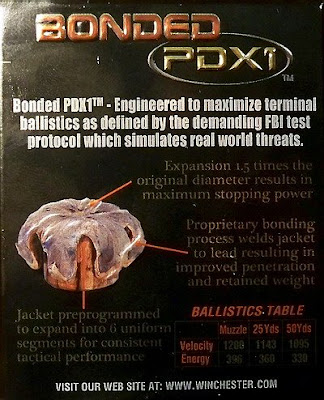 BONDED
PDX1™
Bonded PDX1™ - Engineered to maximize terminal
ballistics as defined by the demanding FBI test
protocol which simulates real world threats.
Expansion 1.5 times the
original diameter results in
maximum stopping power
Proprietary bonding
process welds jacket
to lead resulting in
improved penetration
and retained weight
Jacket preprogrammed
to expand into 6 uniform
segments for consistent
tactical performance
BALLISTICS TABLE
Muzzle 25Yds 50Yds
Velocity 1200 1143 1095
Energy 396 360 330
VISIT OUR WEB SITE AT: WWW.WINCHESTER.COM